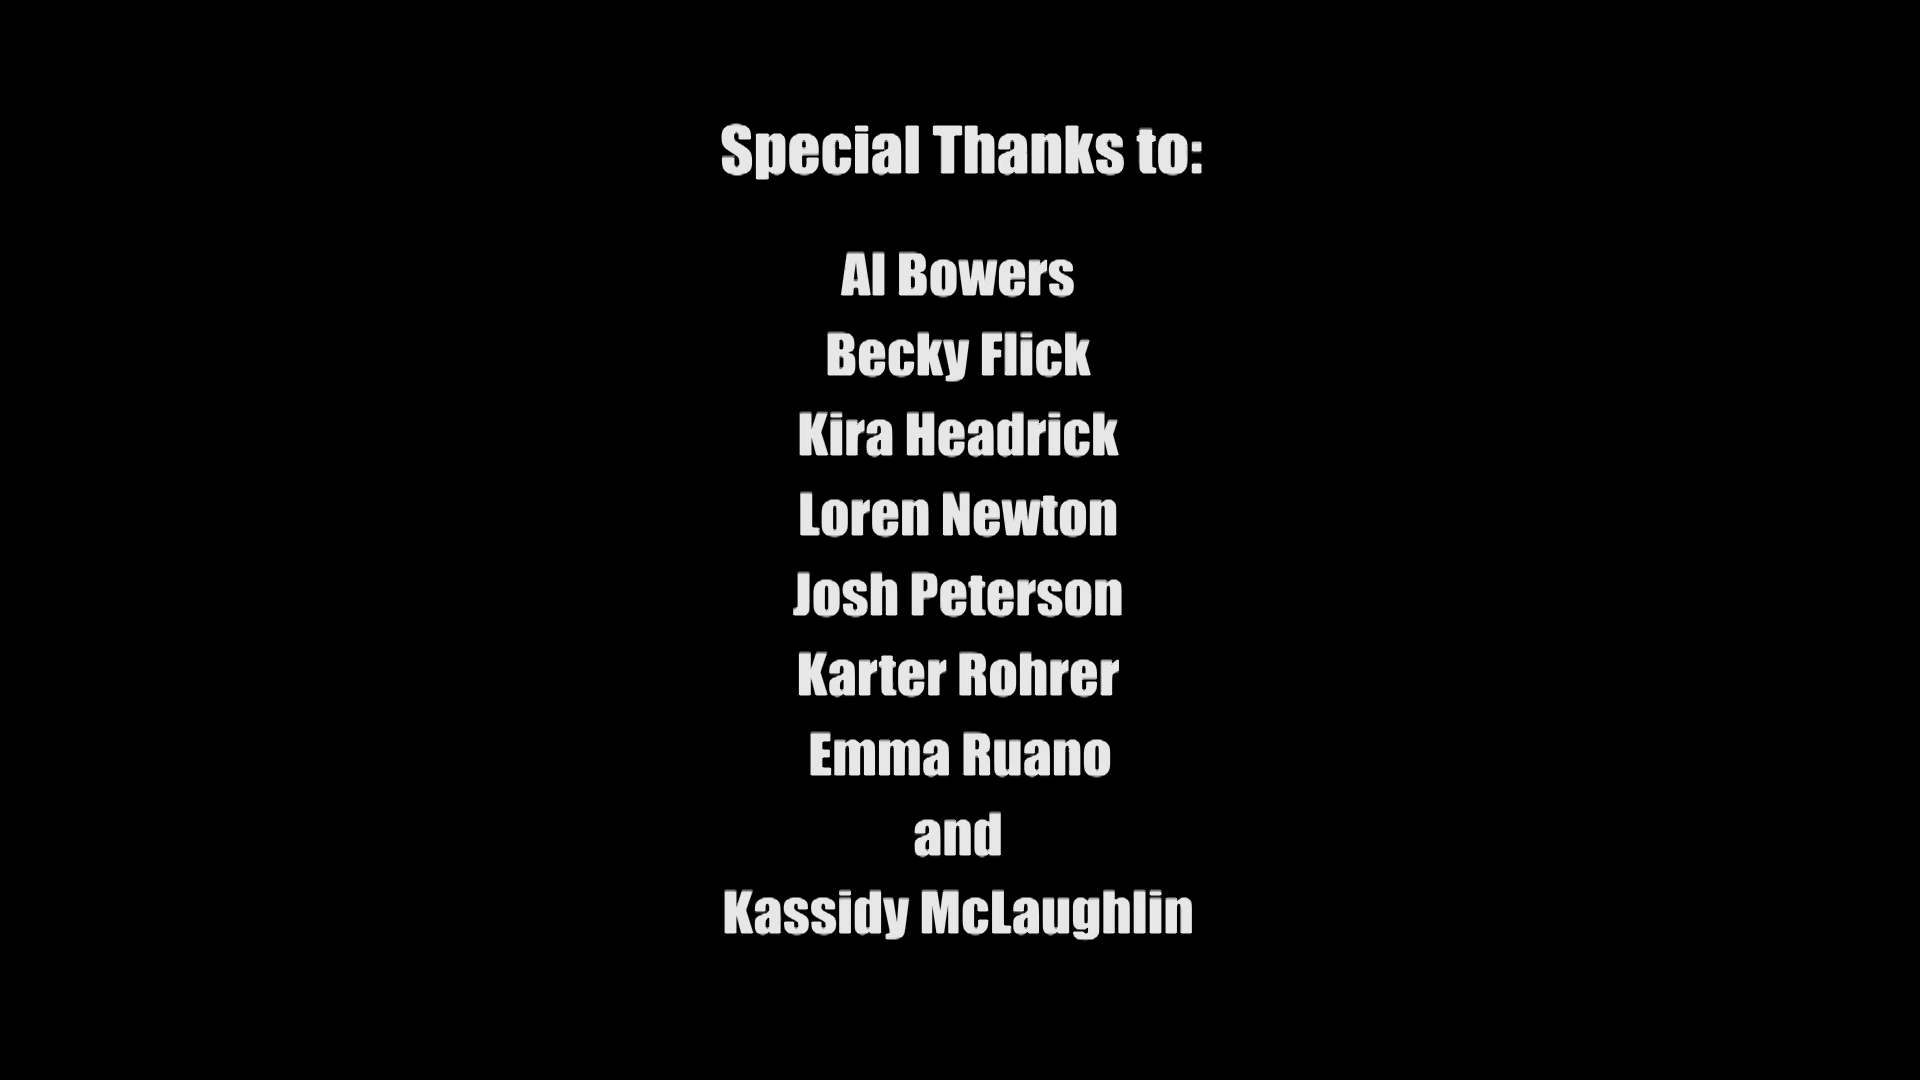 Special Thanks to:
Al Bowers
Becky Flick
Kira Headrick
Loren Newton
Josh Peterson
Karter Rohrer
Emma Ruano
and
Kassidy McLaughlin